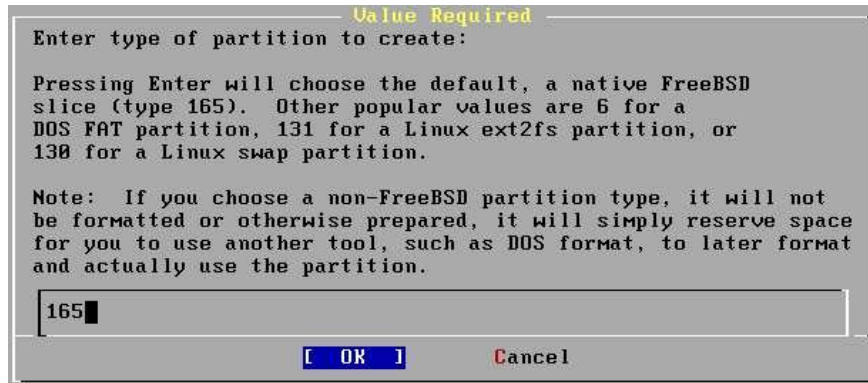 Value Required
Enter type of partition to create:
Pressing Enter will choose the default, a native FreeBSD
slice (type 165).  Other popular values are 6 for a
DOS FAT partition, 131 for a Linux ext2fs partition, or
130 for a Linux swap partition.
Note:  If you choose a non-FreeBSD partition type, it will not
be formatted or otherwise prepared, it will simply reserve space
for you to use another tool, such as DOS format, to later format
and actually use the partition.
165
[  OK  ]  Cancel